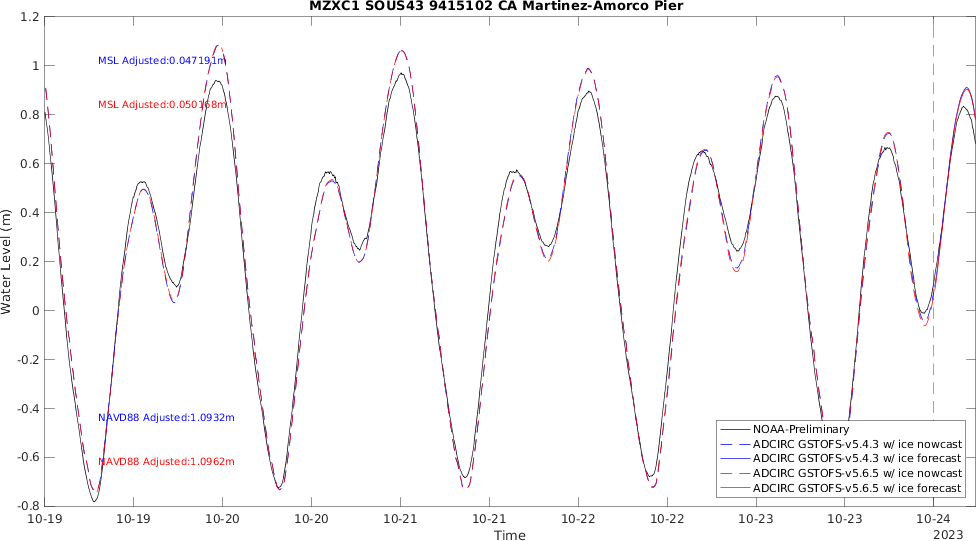 MZXC1 SOUS43 9415102 CA Martinez-Amorco Pier
1.2
1
0.8
0.6
0.4
0.2
0
-0.2
-0.4
-0.6
-0.8
Water Level (m)
MSL Adjusted:0.047191m
MSL Adjusted:0.050168m
NAVD88 Adjusted:1.0932m
NAVD88 Adjusted:1.0962m
NOAA-Preliminary
ADCIRC GSTOFS-v5.4.3 w/ ice nowcast
ADCIRC GSTOFS-v5.4.3 w/ ice forecast
ADCIRC GSTOFS-v5.6.5 w/ ice nowcast
ADCIRC GSTOFS-v5.6.5 w/ ice forecast
10-19 10-19 10-20 10-20 10-21 10-21 10-22 10-22 10-23 10-23 10-24
2023
Time